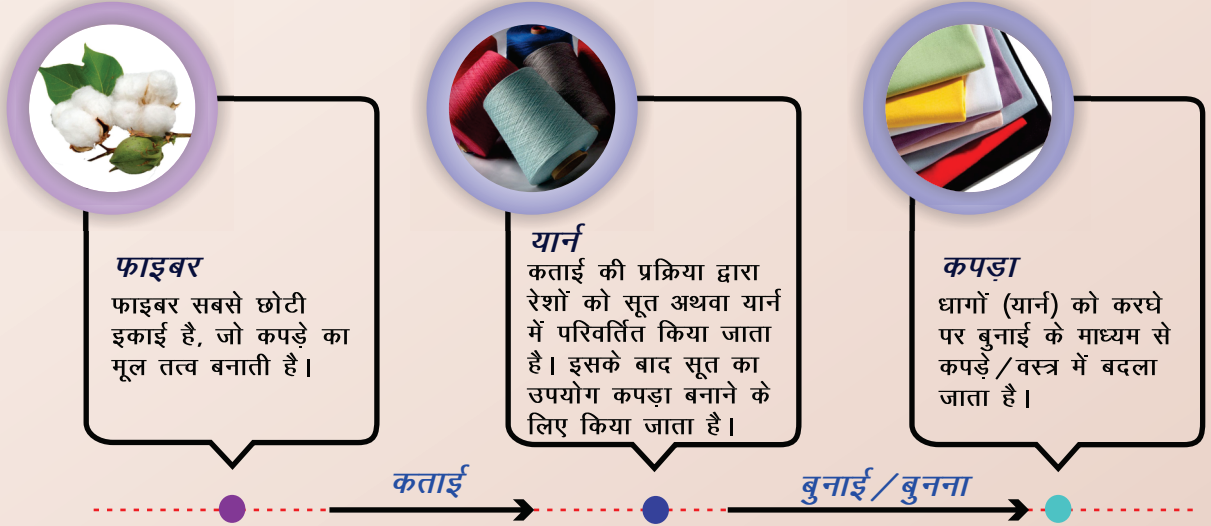 फाइबर
फाइबर सबसे छोटी
इकाई है, जो कपड़े का
मूल तत्व बनाती है।
यार्न
कताई की प्रक्रिया द्वारा
रेशों को सूत अथवा यार्न
में परिवर्तित किया जाता
है। इसके बाद सूत का
उपयोग कपड़ा बनाने के
लिए किया जाता है।
कपड़ा
धागों (यार्न) को करघे
पर बुनाई के माध्यम से
कपड़े/वस्त्र में बदला
जाता है।
कताई
बुनाई/बुनना